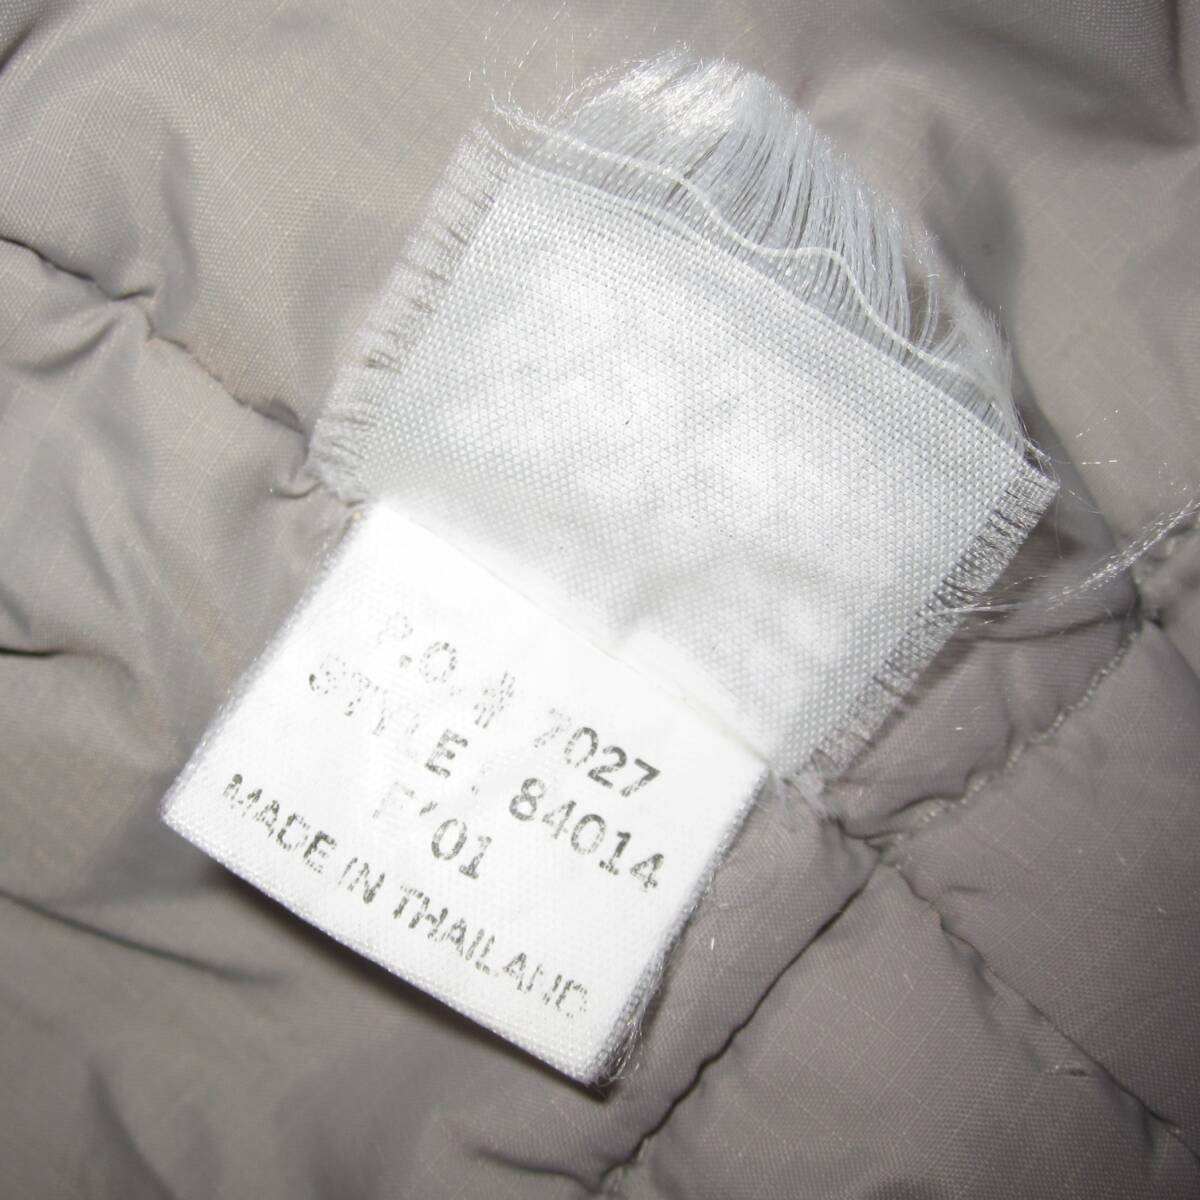 P.O. # 7027
STYLE : 84014
F'01
MADE IN THAILAND